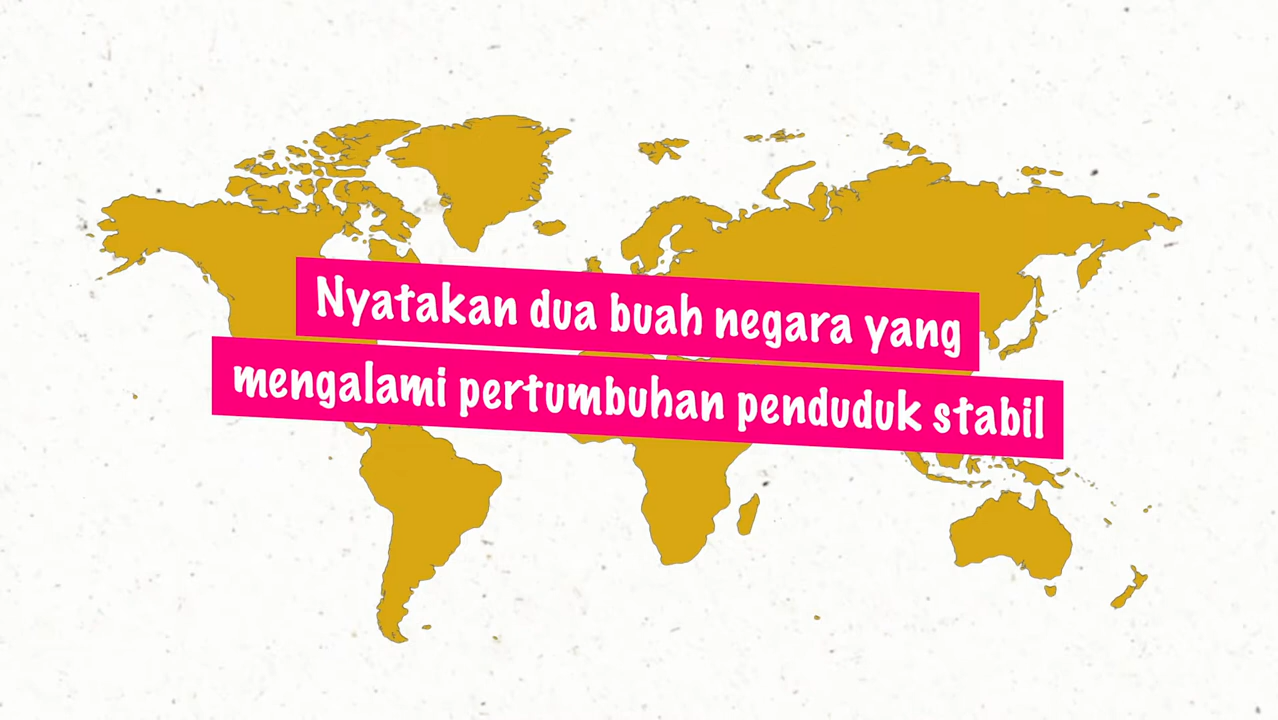 Nyatakan dua buah negara yang
mengalami pertumbuhan penduduk stabil